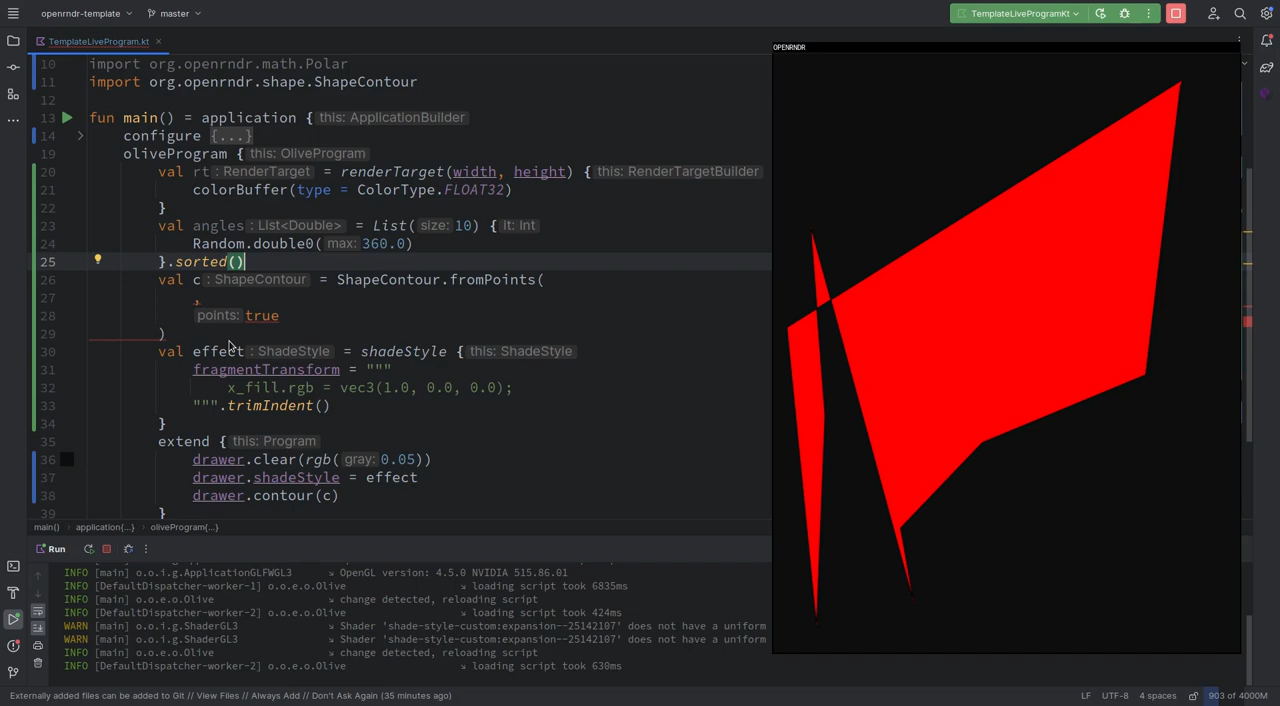 openrndr-template
master
TemplateLiveProgramKt
TemplateLiveProgram.kt
OPENRNDR
10 import org.openrndr.math.Polar
11 import org.openrndr.shape.ShapeContour
12
13 fun main() = application { this: ApplicationBuilder
14 configure {...}
19 oliveProgram { this: OliveProgram
20 val rt : RenderTarget = renderTarget(width, height) { this: RenderTargetBuilder
21 colorBuffer(type = ColorType.FLOAT32)
22 }
23 val angles : List<Double> = List( size: 10) { it: Int
24 Random.double0( max: 360.0)
25 }.sorted()
26 val c : ShapeContour = ShapeContour.fromPoints(
27 ,
28 points: true
29 )
30 val effect : ShadeStyle = shadeStyle { this: ShadeStyle
31 fragmentTransform = """
32 x_fill.rgb = vec3(1.0, 0.0, 0.0);
33 """.trimIndent()
34 }
35 extend { this: Program
36 drawer.clear(rgb( gray: 0.05))
37 drawer.shadeStyle = effect
38 drawer.contour(c)
39 }
main() › application{...} › oliveProgram{...}
Run
INFO [main] o.o.i.g.ApplicationGLFWGL3 ↘ OpenGL version: 4.5.0 NVIDIA 515.86.01
INFO [DefaultDispatcher-worker-1] o.o.e.o.Olive ↘ loading script took 6835ms
INFO [main] o.o.e.o.Olive ↘ change detected, reloading script
INFO [DefaultDispatcher-worker-2] o.o.e.o.Olive ↘ loading script took 424ms
WARN [main] o.o.i.g.ShaderGL3 ↘ Shader 'shade-style-custom:expansion--25142107' does not have a uniform
WARN [main] o.o.i.g.ShaderGL3 ↘ Shader 'shade-style-custom:expansion--25142107' does not have a uniform
INFO [main] o.o.e.o.Olive ↘ change detected, reloading script
INFO [DefaultDispatcher-worker-2] o.o.e.o.Olive ↘ loading script took 630ms
Externally added files can be added to Git // View Files // Always Add // Don't Ask Again (35 minutes ago)
LF UTF-8 4 spaces 903 of 4000M